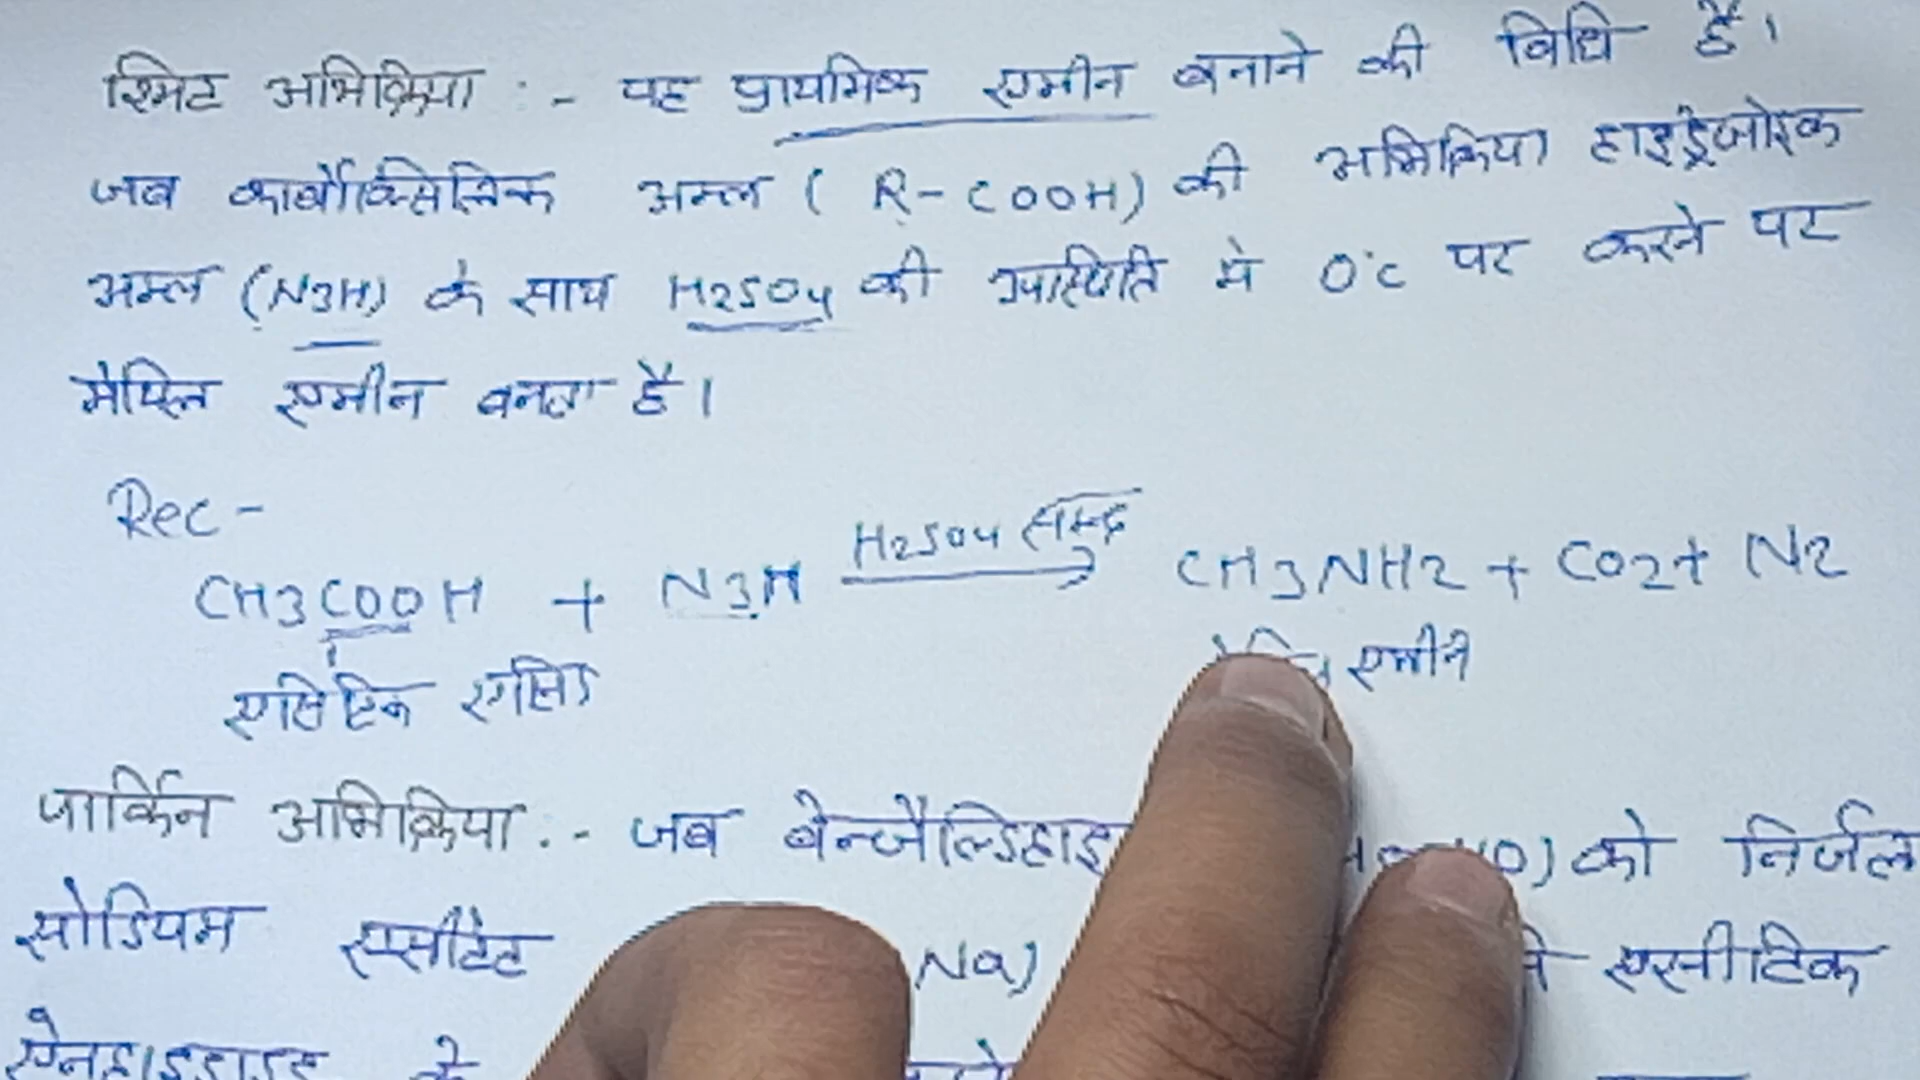 श्मिट अभिक्रिया :- यह प्राथमिक एमीन बनाने की विधि है।
जब कार्बोक्सिलिक अम्ल ( R-COOH) की अभिक्रिया हाइड्रेजोइक
अम्ल (N3H) के साथ H2SO4 की उपस्थिति मे 0°c पर करने पर
मेथिल एमीन बनता है।
Rec -
H2SO4 सान्द्र
CH3COOH + N3H → CH3NH2 + CO2 + N2
एसिटिक एसिड एमीन
पार्किन अभिक्रिया :- जब को निर्जल
सोडियम एसीटेट Na) एसीटिक
के